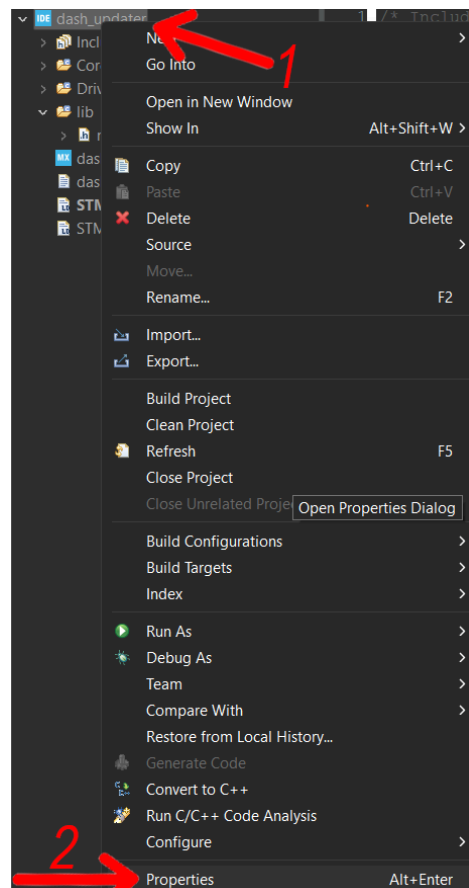 IDE dash_updater
1 /* Includ
1
New
Incl
Go Into
Cor
Driv
Open in New Window
lib
Show In Alt+Shift+W
.h
MX das
Copy Ctrl+C
das
Paste Ctrl+V
STM
Delete Delete
STM
Source
Move...
Rename... F2
Import...
Export...
Build Project
Clean Project
Refresh F5
Close Project
Close Unrelated Proje
Open Properties Dialog
Build Configurations
Build Targets
Index
Run As
Debug As
Team
Compare With
Restore from Local History...
Generate Code
Convert to C++
Run C/C++ Code Analysis
Configure
2
Properties Alt+Enter